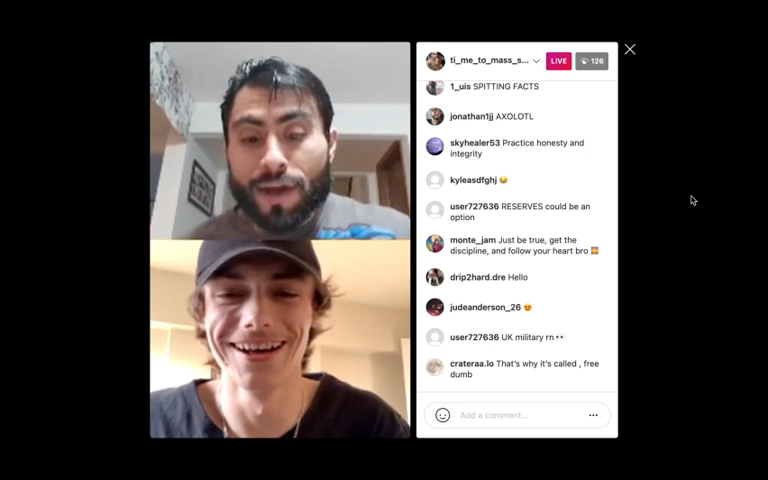 ti_me_to_mass_s...
LIVE
126
1_uis SPITTING FACTS
jonathan1jj AXOLOTL
skyhealer53 Practice honesty and
integrity
kyleasdfghj 😂
user727636 RESERVES could be an
option
monte_jam Just be true, get the
discipline, and follow your heart bro 🌇
drip2hard.dre Hello
judeanderson_26 😍
user727636 UK military rn 👀
crateraa.lo That's why it's called , free
dumb
Add a comment...